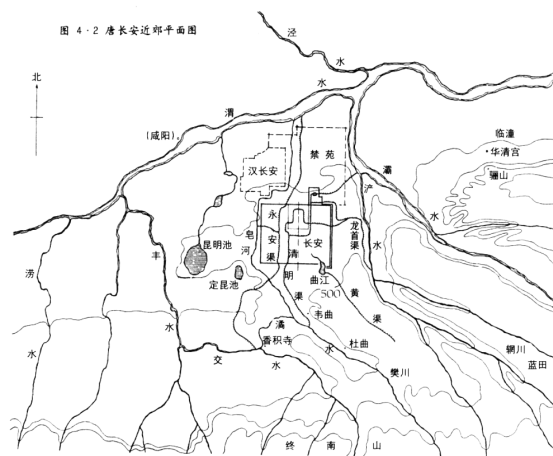 图 4·2 唐长安近郊平面图
泾
水
北
水
渭
(咸阳)
禁苑
临潼
华清宫
骊山
汉长安
灞
水
浐
水
永
安
渠
龙
首
渠
长安
皂
河
清
明
渠
丰
水
昆明池
定昆池
曲江
500
黄
渠
涝
水
韦曲
潏
水
香积寺
杜曲
交
水
樊川
辋川
蓝田
终南山